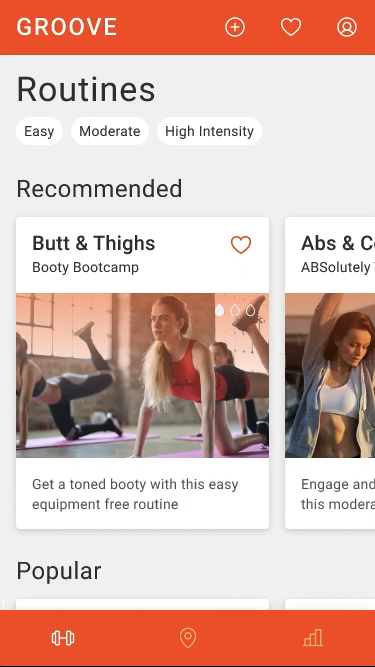 GROOVE
Routines
Easy
Moderate
High Intensity
Recommended
Butt & Thighs
Booty Bootcamp
Get a toned booty with this easy
equipment free routine
Abs & C
ABSolutely
Engage and
this modera
Popular